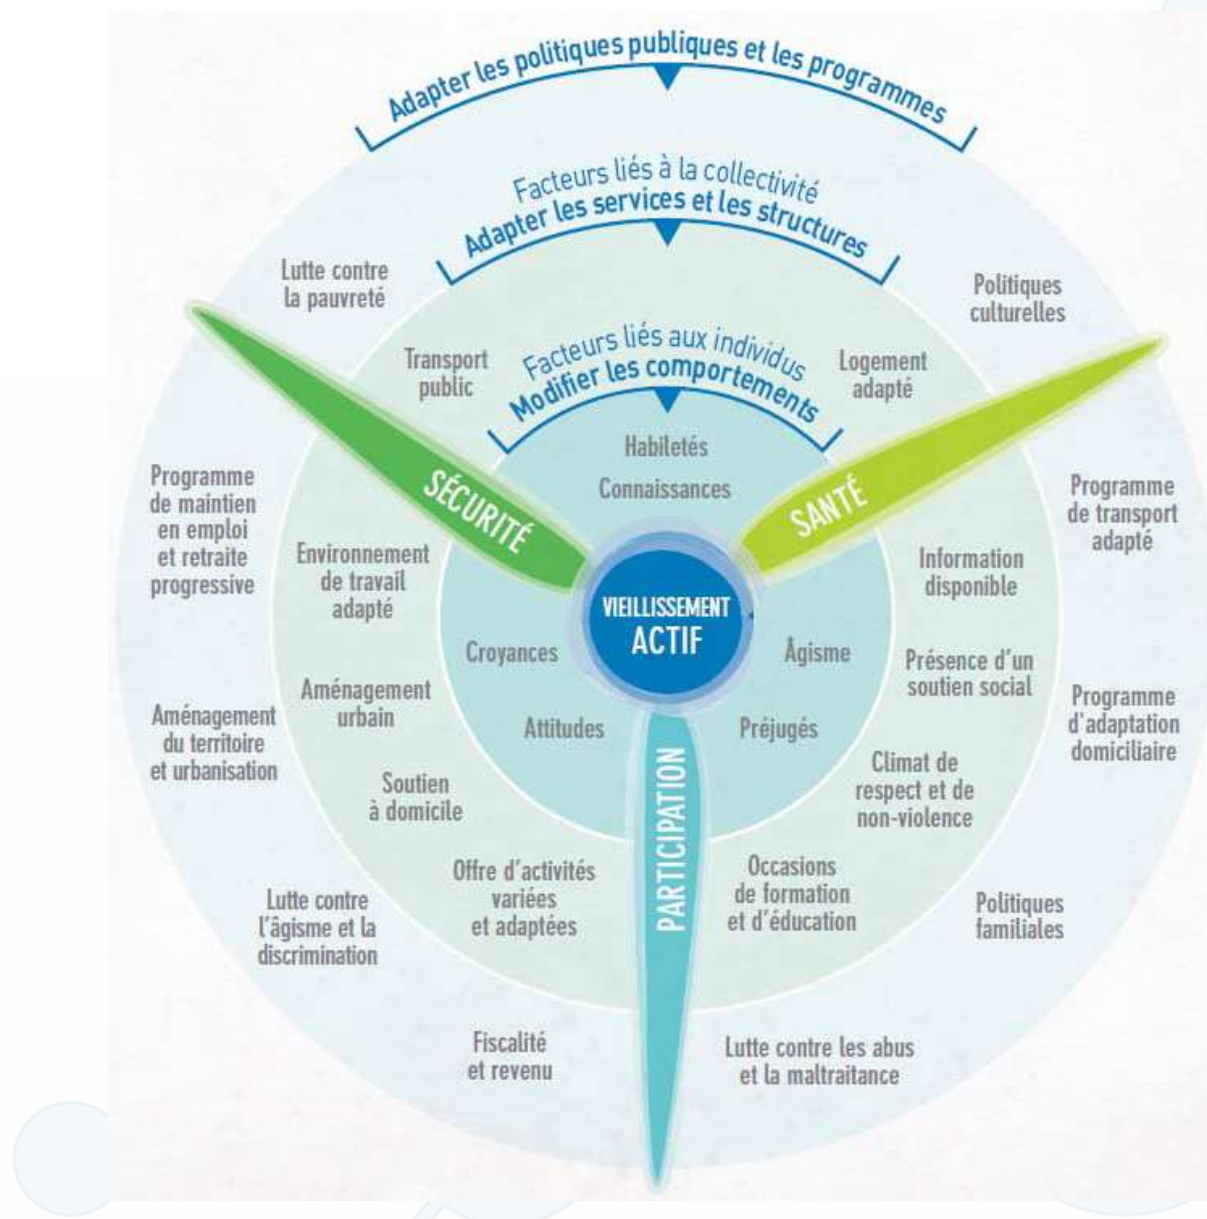 Adapter les politiques publiques et les programmes
Facteurs liés à la collectivité
Adapter les services et les structures
Facteurs liés aux individus
Modifier les comportements
Lutte contre
la pauvreté
Politiques
culturelles
Transport
public
Logement
adapté
Habiletés
Connaissances
SÉCURITÉ
SANTÉ
Programme
de maintien
en emploi
et retraite
progressive
Programme
de transport
adapté
Environnement
de travail
adapté
Information
disponible
VIEILLISSEMENT
ACTIF
Croyances
Âgisme
Présence d'un
soutien social
Aménagement
urbain
Attitudes
Préjugés
Aménagement
du territoire
et urbanisation
Programme
d'adaptation
domiciliaire
PARTICIPATION
Soutien
à domicile
Climat de
respect et de
non-violence
Offre d'activités
variées
et adaptées
Occasions
de formation
et d'éducation
Lutte contre
l'âgisme et la
discrimination
Politiques
familiales
Fiscalité
et revenu
Lutte contre les abus
et la maltraitance